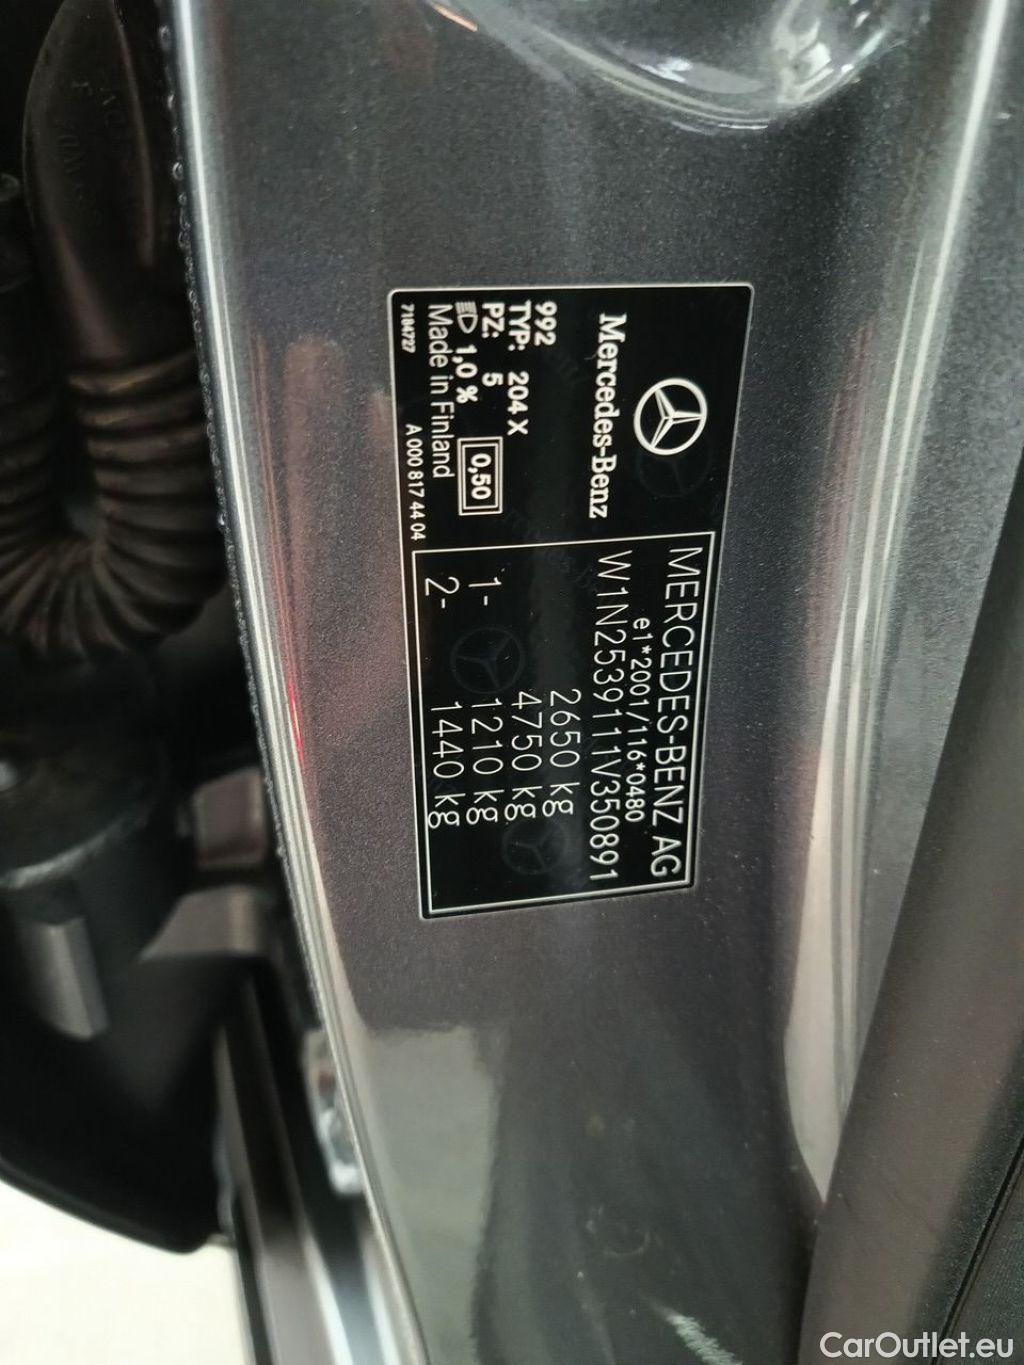 Mercedes-Benz
992
TYP: 204 X
PZ: 5
1,0 %
0,50
Made in Finland
7184727
A 000 817 44 04
MERCEDES-BENZ AG
e1*2001/116*0480
W1N2539111V350891
2650 kg
4750 kg
1- 1210 kg
2- 1440 kg
CarOutlet.eu